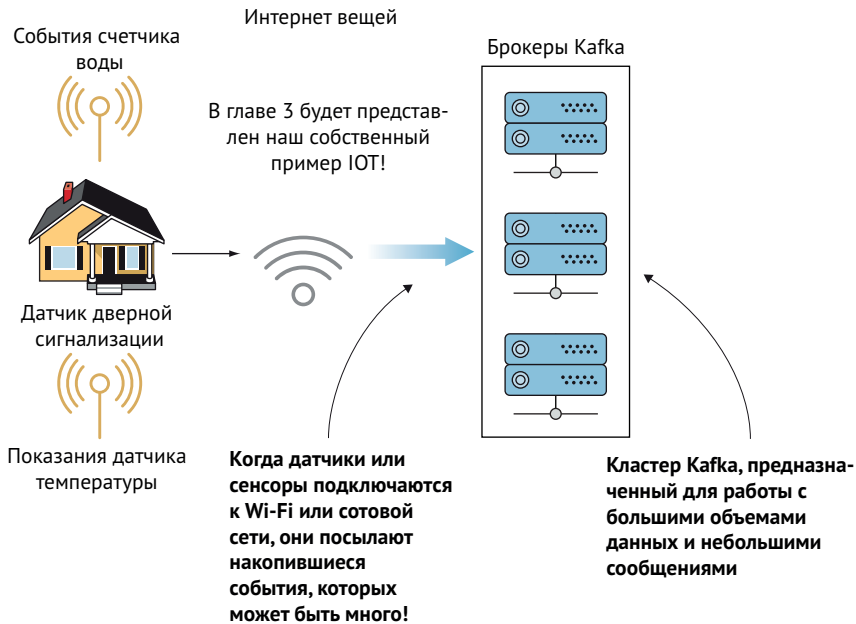 Интернет вещей
События счетчика
воды
Брокеры Kafka
В главе 3 будет представ-
лен наш собственный
пример IOT!
Датчик дверной
сигнализации
Показания датчика
температуры
Когда датчики или
сенсоры подключаются
к Wi-Fi или сотовой
сети, они посылают
накопившиеся
события, которых
может быть много!
Кластер Kafka, предназна-
ченный для работы с
большими объемами
данных и небольшими
сообщениями